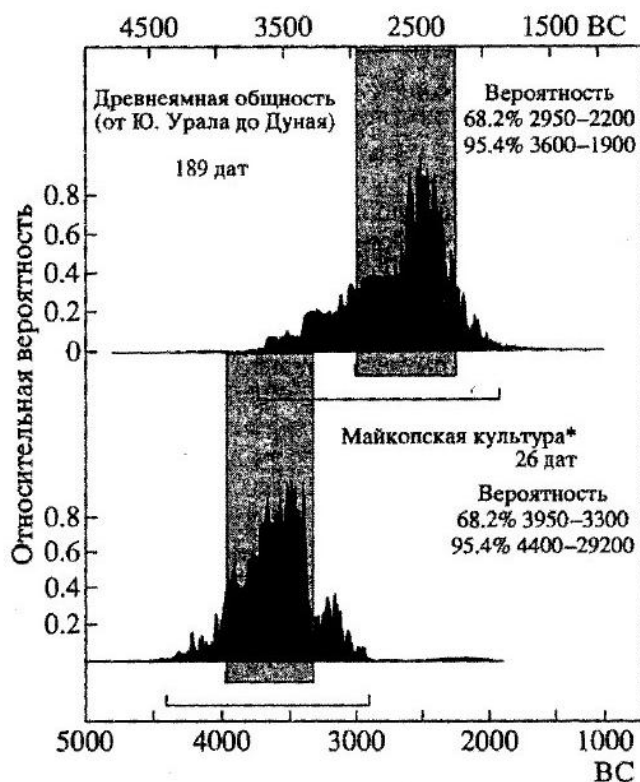 4500 3500 2500 1500 BC
Древнеямная общность
(от Ю. Урала до Дуная)
189 дат
Вероятность
68.2% 2950–2200
95.4% 3600–1900
Относительная вероятность
0.8
0.6
0.4
0.2
0
Майкопская культура*
26 дат
Вероятность
68.2% 3950–3300
95.4% 4400–29200
0.8
0.6
0.4
0.2
5000 4000 3000 2000 1000
BC